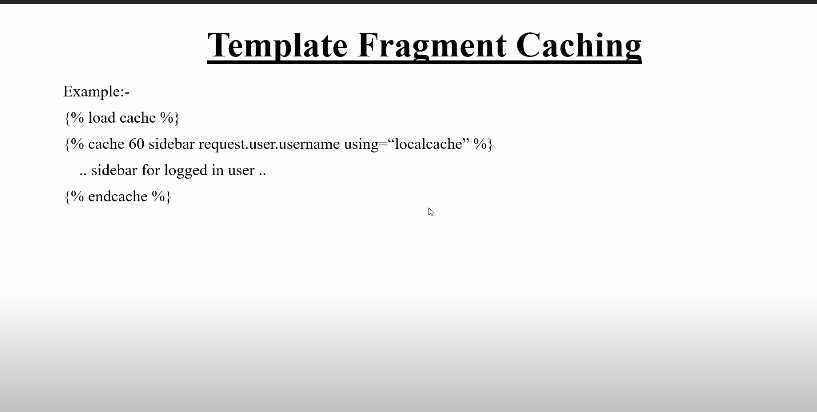 Template Fragment Caching
Example:-
{% load cache %}
{% cache 60 sidebar request.user.username using=“localcache” %}
.. sidebar for logged in user ..
{% endcache %}